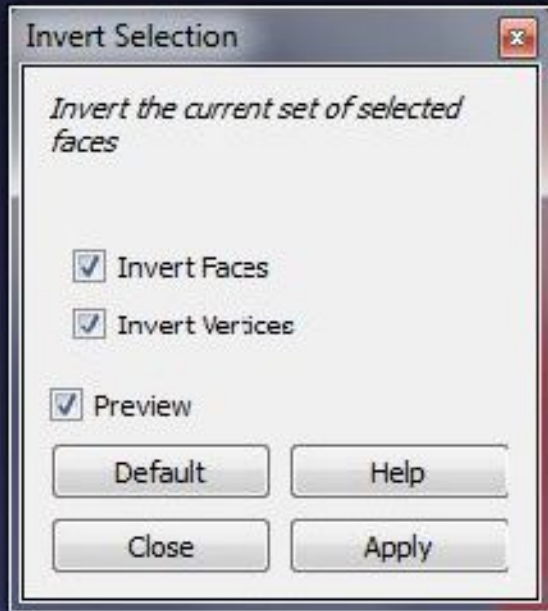 Invert Selection
Invert the current set of selected
faces
Invert Faces
Invert Vertices
Preview
Default Help
Close Apply